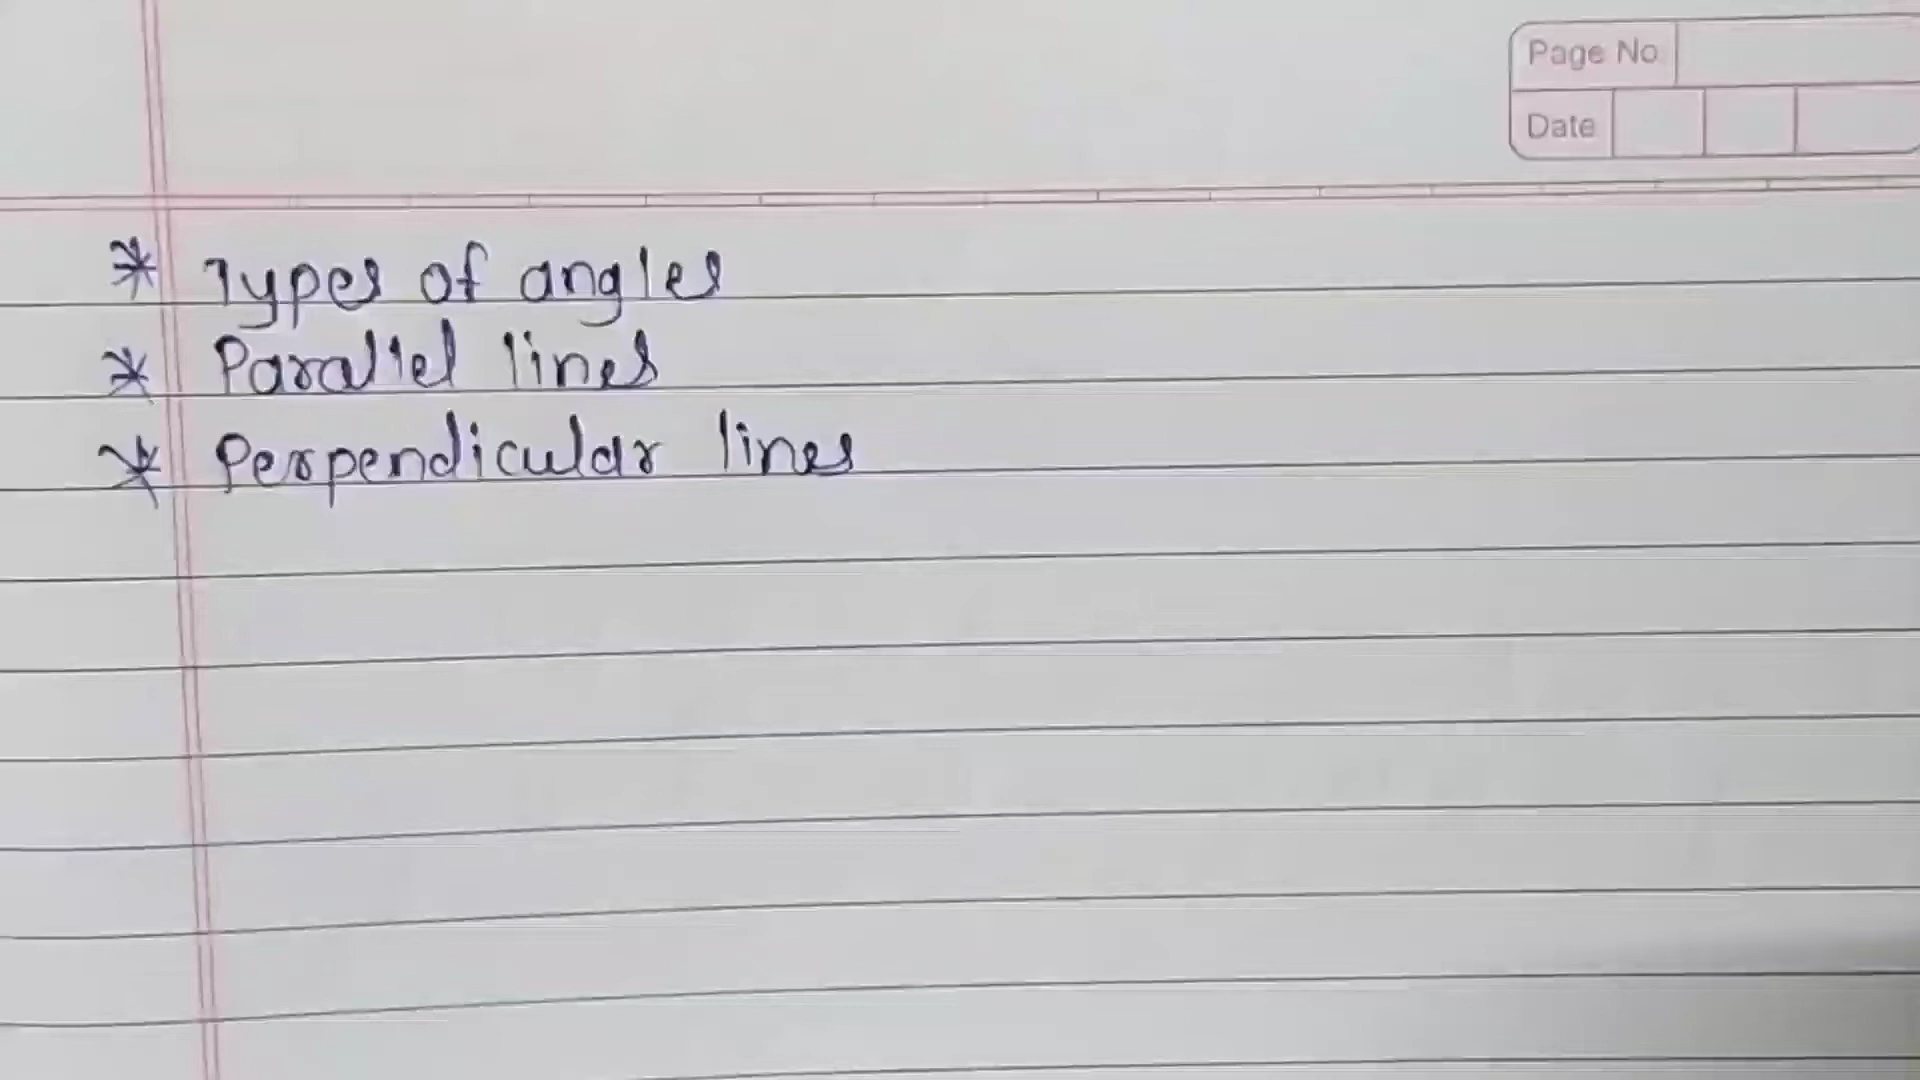 Page No
Date
* Types of angles
* Parallel lines
* Perpendicular lines